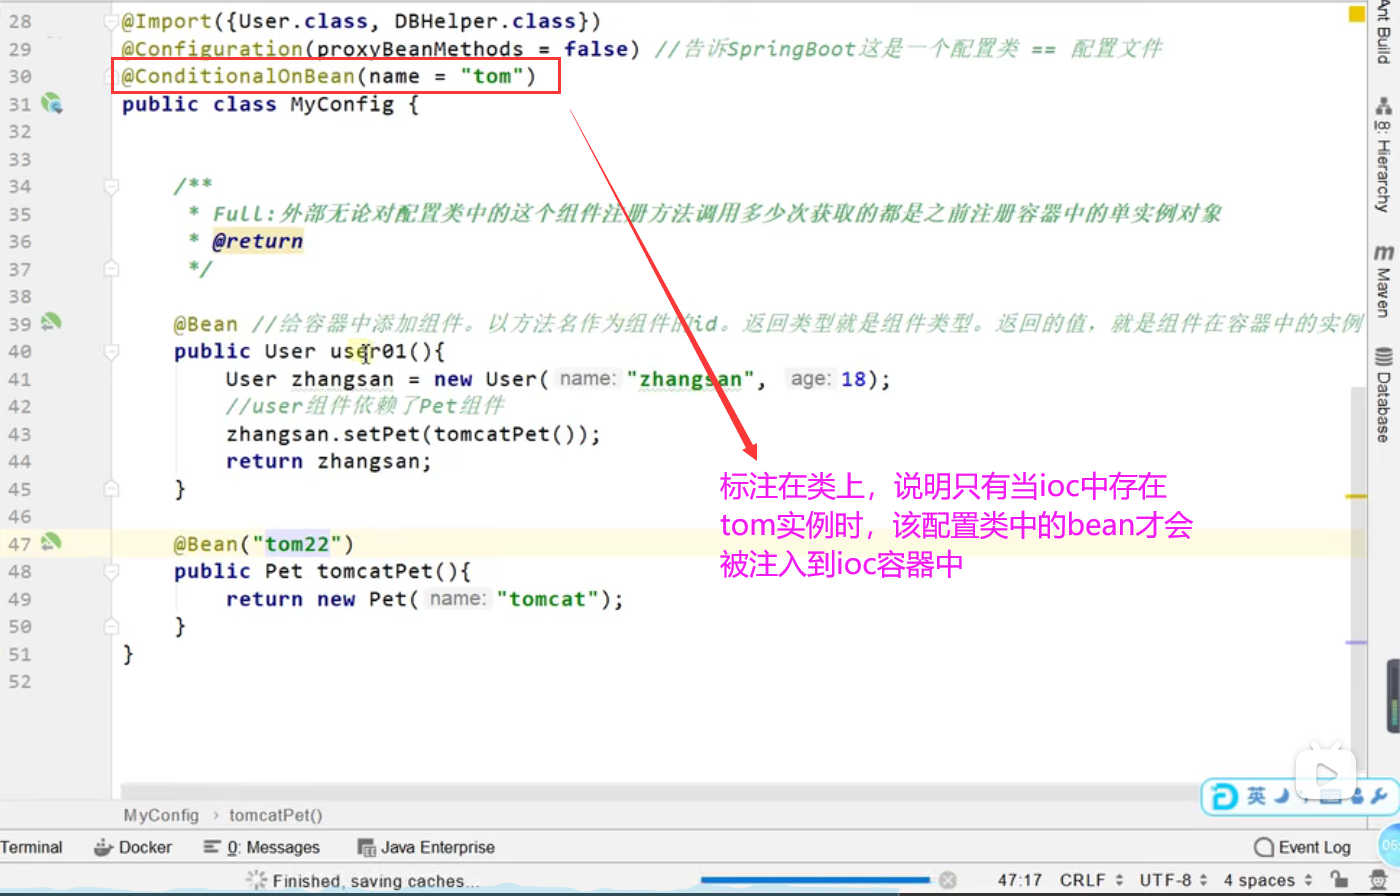 28 @Import({User.class, DBHelper.class})
29 @Configuration(proxyBeanMethods = false) //告诉SpringBoot这是一个配置类 == 配置文件
30 @ConditionalOnBean(name = "tom")
31 public class MyConfig {
32
33
34 /**
35 * Full:外部无论对配置类中的这个组件注册方法调用多少次获取的都是之前注册容器中的单实例对象
36 * @return
37 */
38
39 @Bean //给容器中添加组件。以方法名作为组件的id。返回类型就是组件类型。返回的值，就是组件在容器中的实例
40 public User user01(){
41 User zhangsan = new User( name: "zhangsan", age: 18);
42 //user组件依赖了Pet组件
43 zhangsan.setPet(tomcatPet());
44 return zhangsan;
45 }
46
47 @Bean("tom22")
48 public Pet tomcatPet(){
49 return new Pet( name: "tomcat");
50 }
51 }
52
标注在类上，说明只有当ioc中存在
tom实例时，该配置类中的bean才会
被注入到ioc容器中
Ant Build
8: Hierarchy
m Maven
Database
英
MyConfig › tomcatPet()
Terminal Docker 0: Messages Java Enterprise Event Log
06:
Finished, saving caches... 47:17 CRLF UTF-8 4 spaces